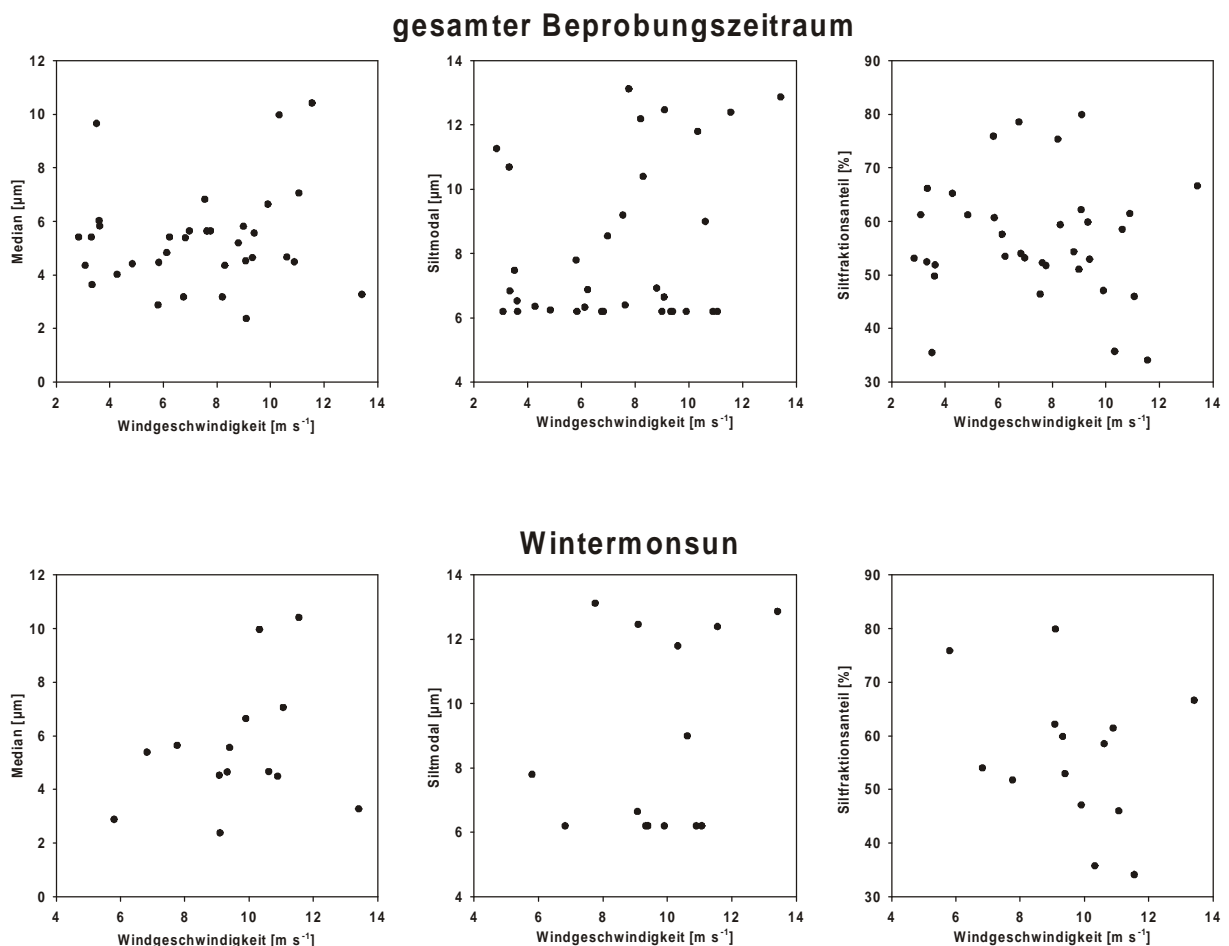 gesamter Beprobungszeitraum
Median [µm]
12
10
8
6
4
2
0
2 4 6 8 10 12 14
Windgeschwindigkeit [m s⁻¹]
Siltmodal [µm]
14
12
10
8
6
4
2 4 6 8 10 12 14
Windgeschwindigkeit [m s⁻¹]
Siltfraktionsanteil [%]
90
80
70
60
50
40
30
2 4 6 8 10 12 14
Windgeschwindigkeit [m s⁻¹]
Wintermonsun
Median [µm]
12
10
8
6
4
2
0
4 6 8 10 12 14
Windgeschwindigkeit [m s⁻¹]
Siltmodal [µm]
14
12
10
8
6
4
4 6 8 10 12 14
Windgeschwindigkeit [m s⁻¹]
Siltfraktionsanteil [%]
90
80
70
60
50
40
30
4 6 8 10 12 14
Windgeschwindigkeit [m s⁻¹]